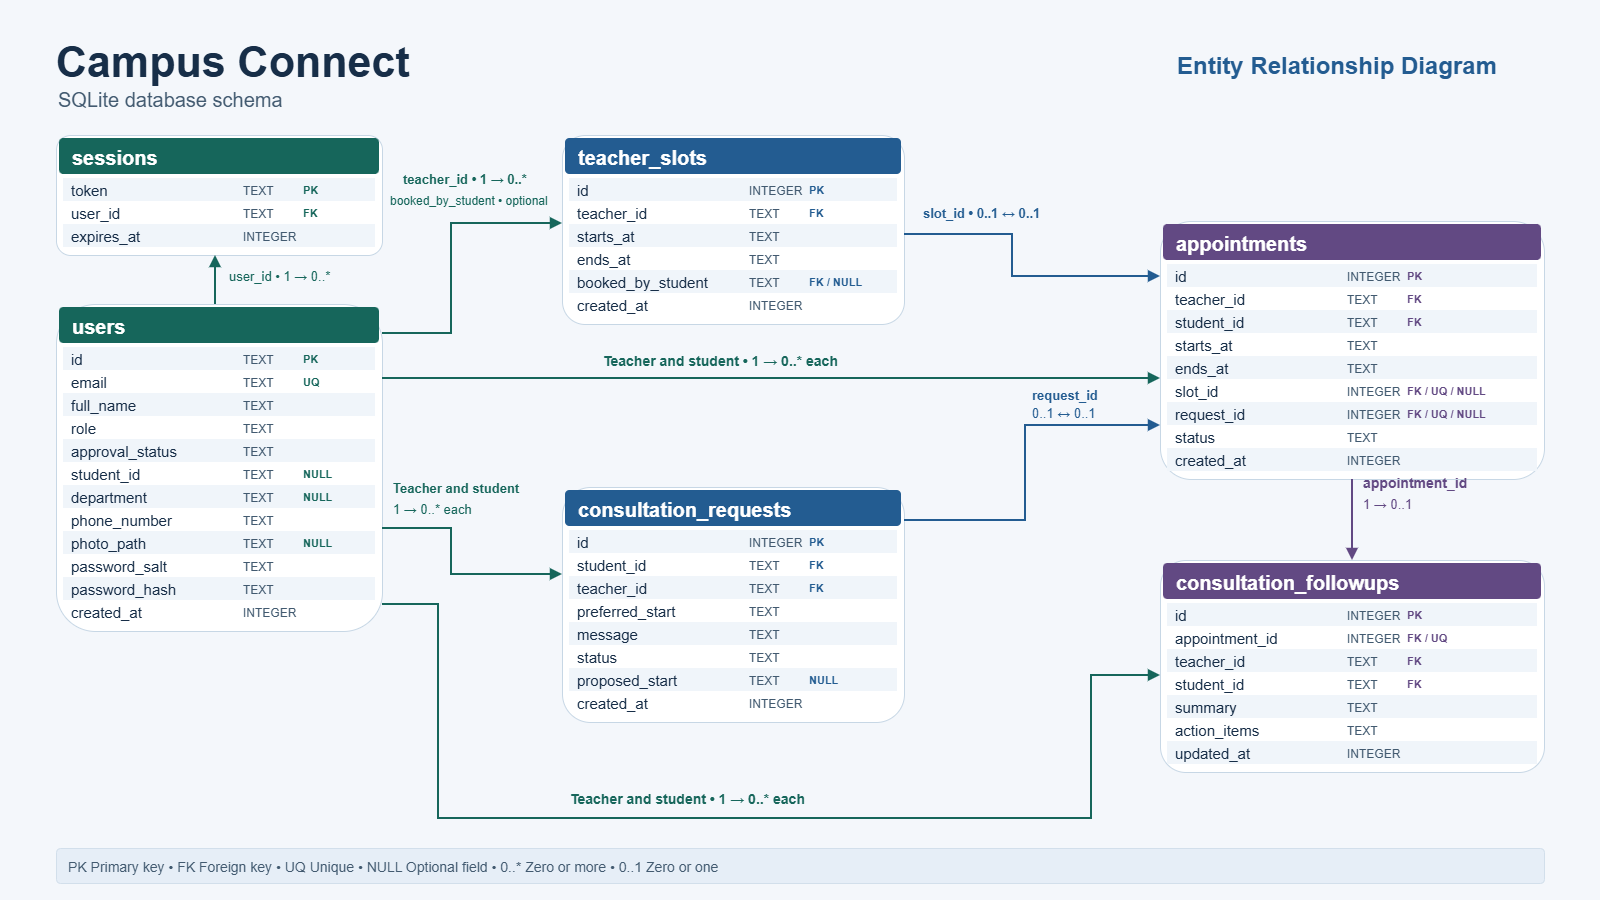 Campus Connect
SQLite database schema
Entity Relationship Diagram
sessions
token TEXT PK
user_id TEXT FK
expires_at INTEGER
user_id • 1 → 0..*
users
id TEXT PK
email TEXT UQ
full_name TEXT
role TEXT
approval_status TEXT
student_id TEXT NULL
department TEXT NULL
phone_number TEXT
photo_path TEXT NULL
password_salt TEXT
password_hash TEXT
created_at INTEGER
teacher_id • 1 → 0..*
booked_by_student • optional
teacher_slots
id INTEGER PK
teacher_id TEXT FK
starts_at TEXT
ends_at TEXT
booked_by_student TEXT FK / NULL
created_at INTEGER
slot_id • 0..1 ↔ 0..1
Teacher and student • 1 → 0..* each
request_id
0..1 ↔ 0..1
Teacher and student
1 → 0..* each
consultation_requests
id INTEGER PK
student_id TEXT FK
teacher_id TEXT FK
preferred_start TEXT
message TEXT
status TEXT
proposed_start TEXT NULL
created_at INTEGER
appointments
id INTEGER PK
teacher_id TEXT FK
student_id TEXT FK
starts_at TEXT
ends_at TEXT
slot_id INTEGER FK / UQ / NULL
request_id INTEGER FK / UQ / NULL
status TEXT
created_at INTEGER
appointment_id
1 → 0..1
consultation_followups
id INTEGER PK
appointment_id INTEGER FK / UQ
teacher_id TEXT FK
student_id TEXT FK
summary TEXT
action_items TEXT
updated_at INTEGER
Teacher and student • 1 → 0..* each
PK Primary key • FK Foreign key • UQ Unique • NULL Optional field • 0..* Zero or more • 0..1 Zero or one